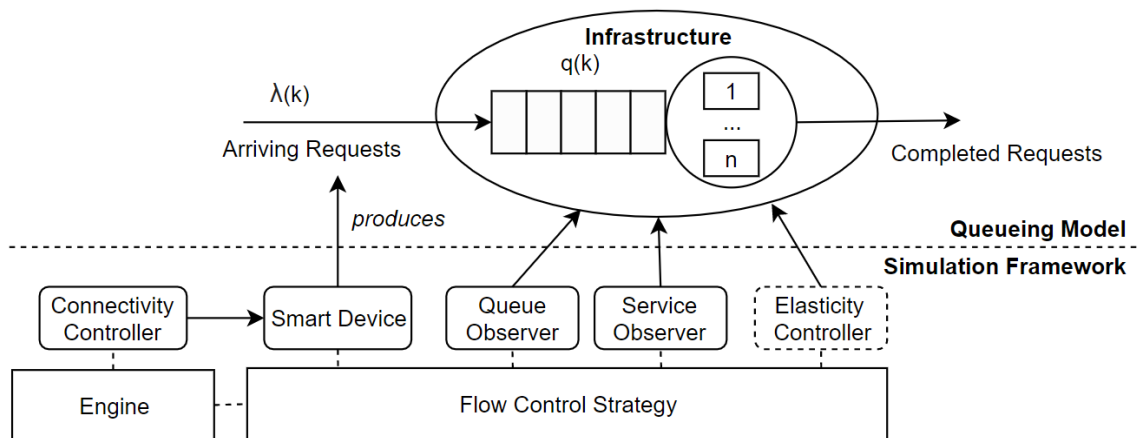 Infrastructure
q(k)
λ(k)
1
...
n
Arriving Requests
Completed Requests
produces
Queueing Model
Simulation Framework
Connectivity
Controller
Smart Device
Queue
Observer
Service
Observer
Elasticity
Controller
Engine
Flow Control Strategy